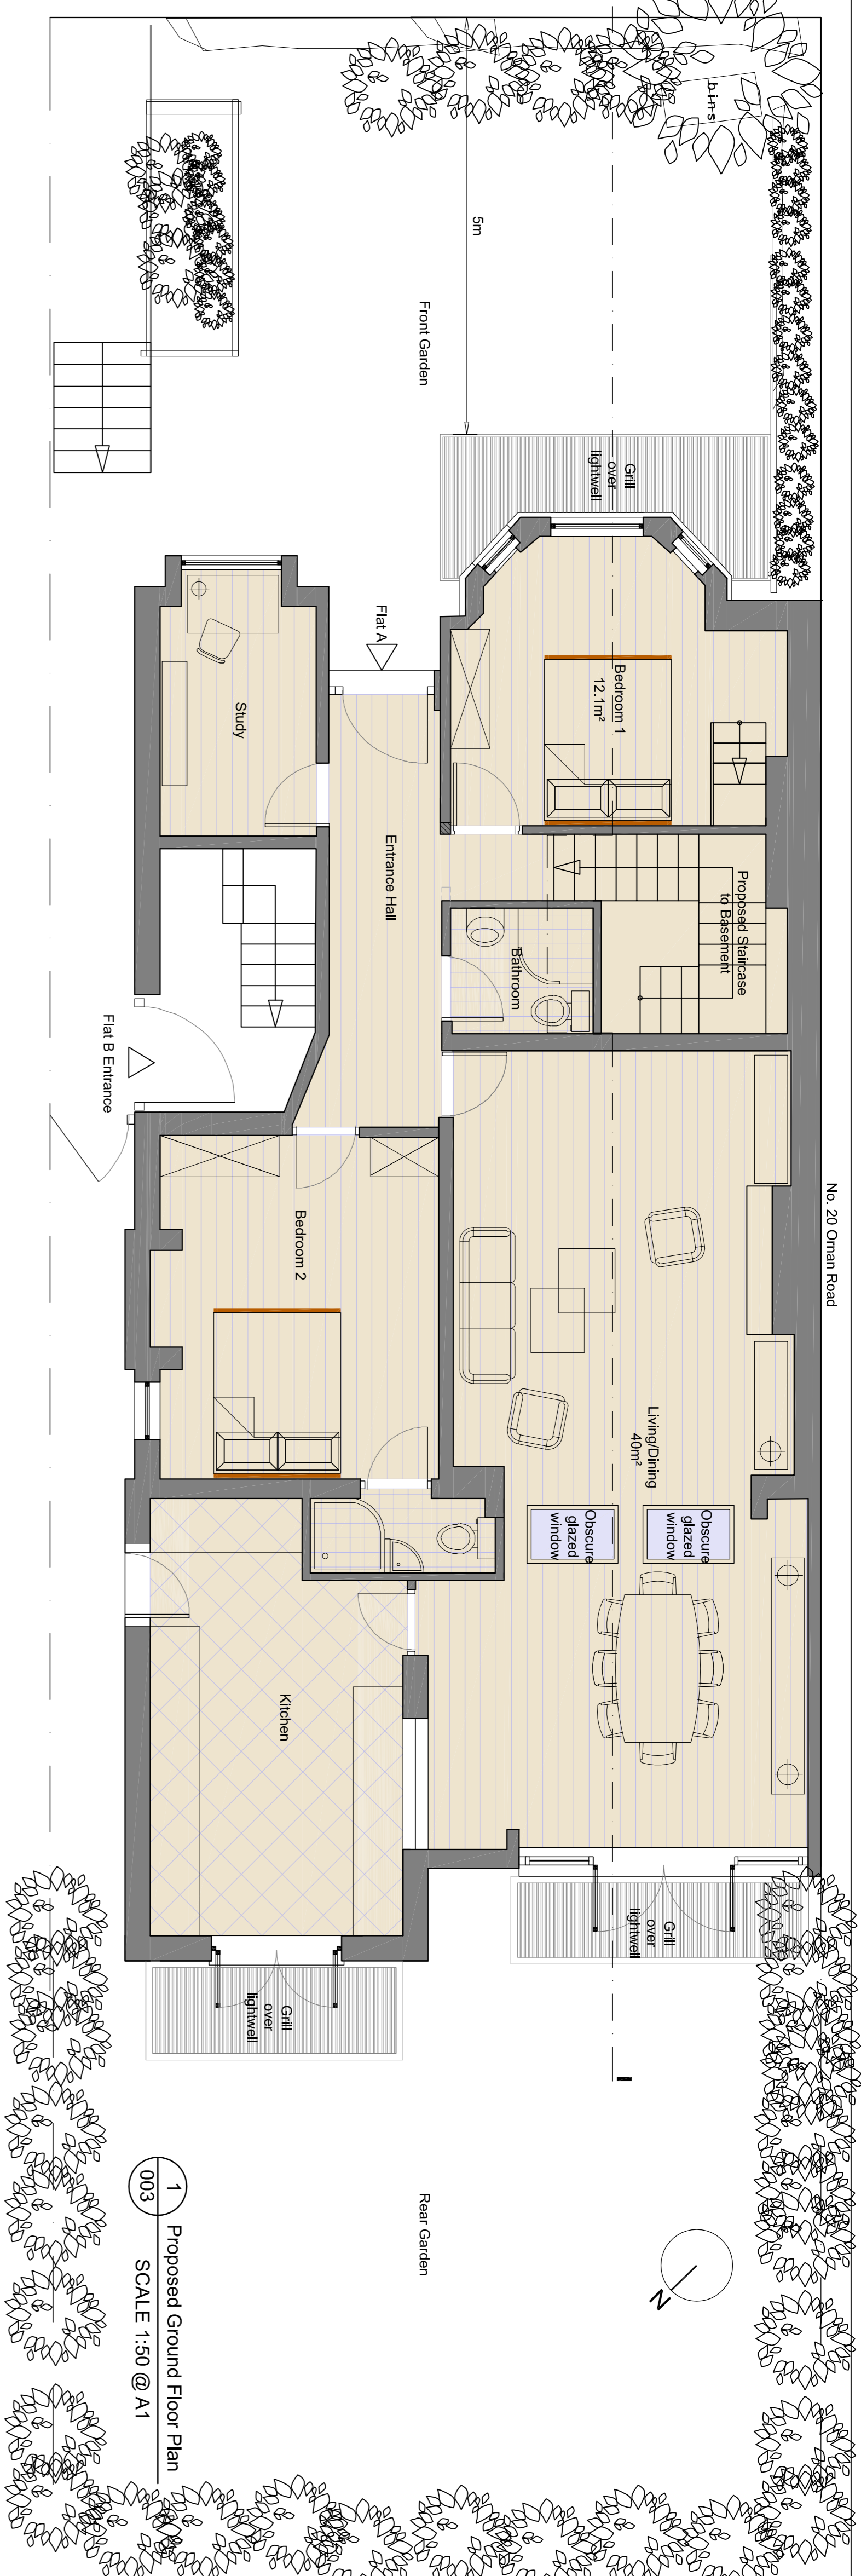 bins
5m
Front Garden
Grill
over
lightwell
Flat A
Bedroom 1
12.1m²
Study
Entrance Hall
Proposed Staircase
to Basement
Bathroom
Flat B Entrance
No. 20 Ornan Road
Bedroom 2
Living/Dining
40m²
Obscure
glazed
window
Obscure
glazed
window
Kitchen
Grill
over
lightwell
Grill
over
lightwell
Rear Garden
N
1
003
Proposed Ground Floor Plan
SCALE 1:50 @ A1